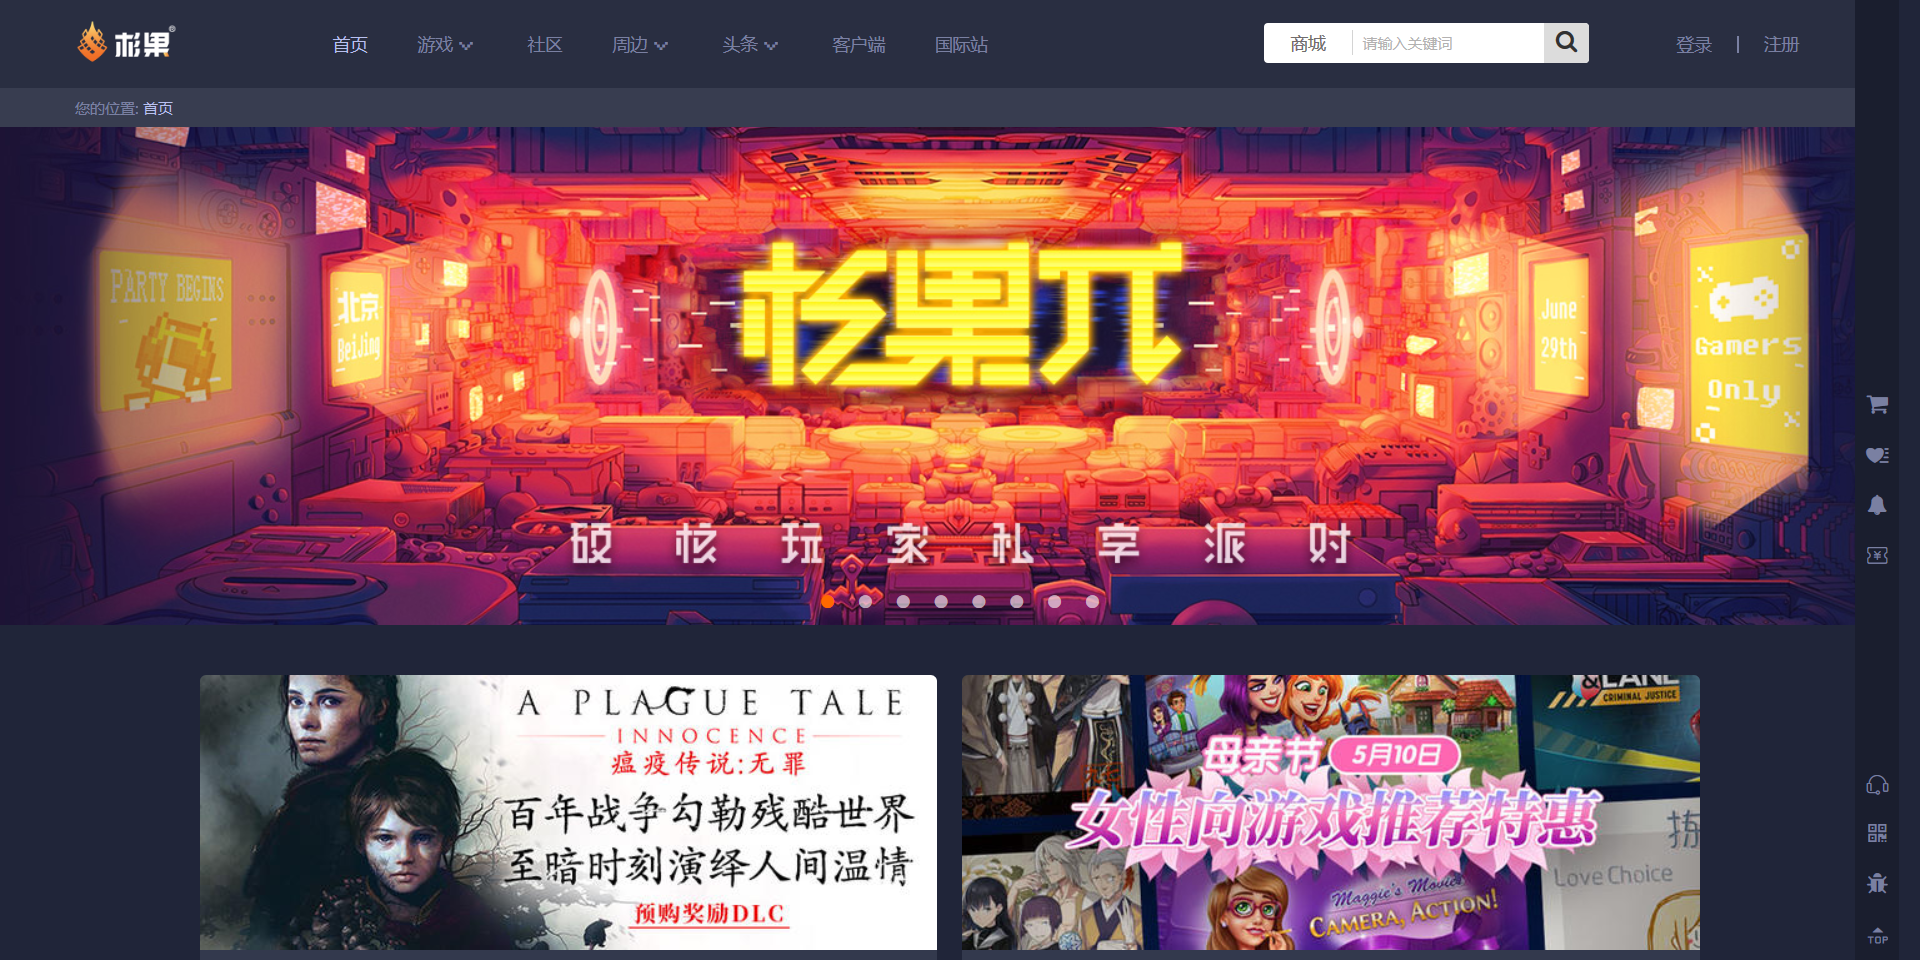 杉果®
首页 游戏 社区 周边 头条 客户端 国际站
商城 请输入关键词
登录 | 注册
您的位置: 首页
PARTY BEGINS
北京
BeiJing
杉果兀
June
29th
Gamers
Only
硕核玩家私享派对
A PLAGUE TALE
INNOCENCE
瘟疫传说:无罪
百年战争勾勒残酷世界
至暗时刻演绎人间温情
预购奖励DLC
&LANE
CRIMINAL JUSTICE
母亲节 5月10日
女性向游戏推荐特惠
拣
Love Choice
Maggie's Movies
CAMERA, ACTION!
TOP